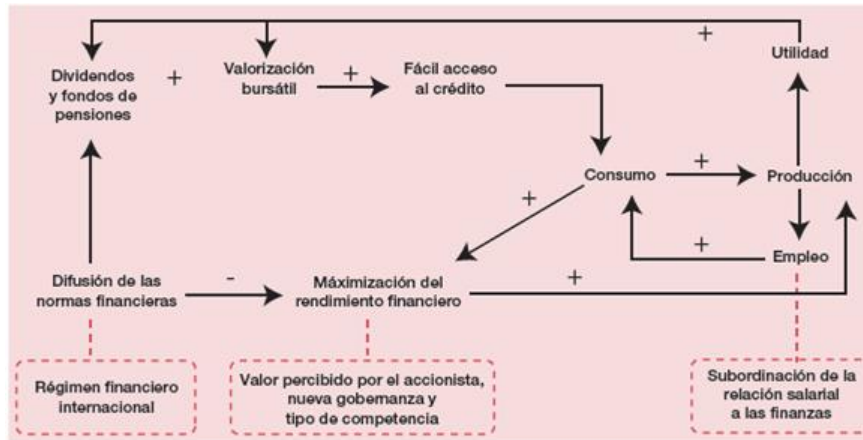 +
Utilidad
Dividendos
y fondos de
pensiones
+
Valorización
bursátil
+
Fácil acceso
al crédito
Consumo
+
Producción
+
+
Empleo
Difusión de las
normas financieras
-
Máximización del
rendimiento financiero
+
Régimen financiero
internacional
Valor percibido por el accionista,
nueva gobernanza y
tipo de competencia
Subordinación de la
relación salarial
a las finanzas